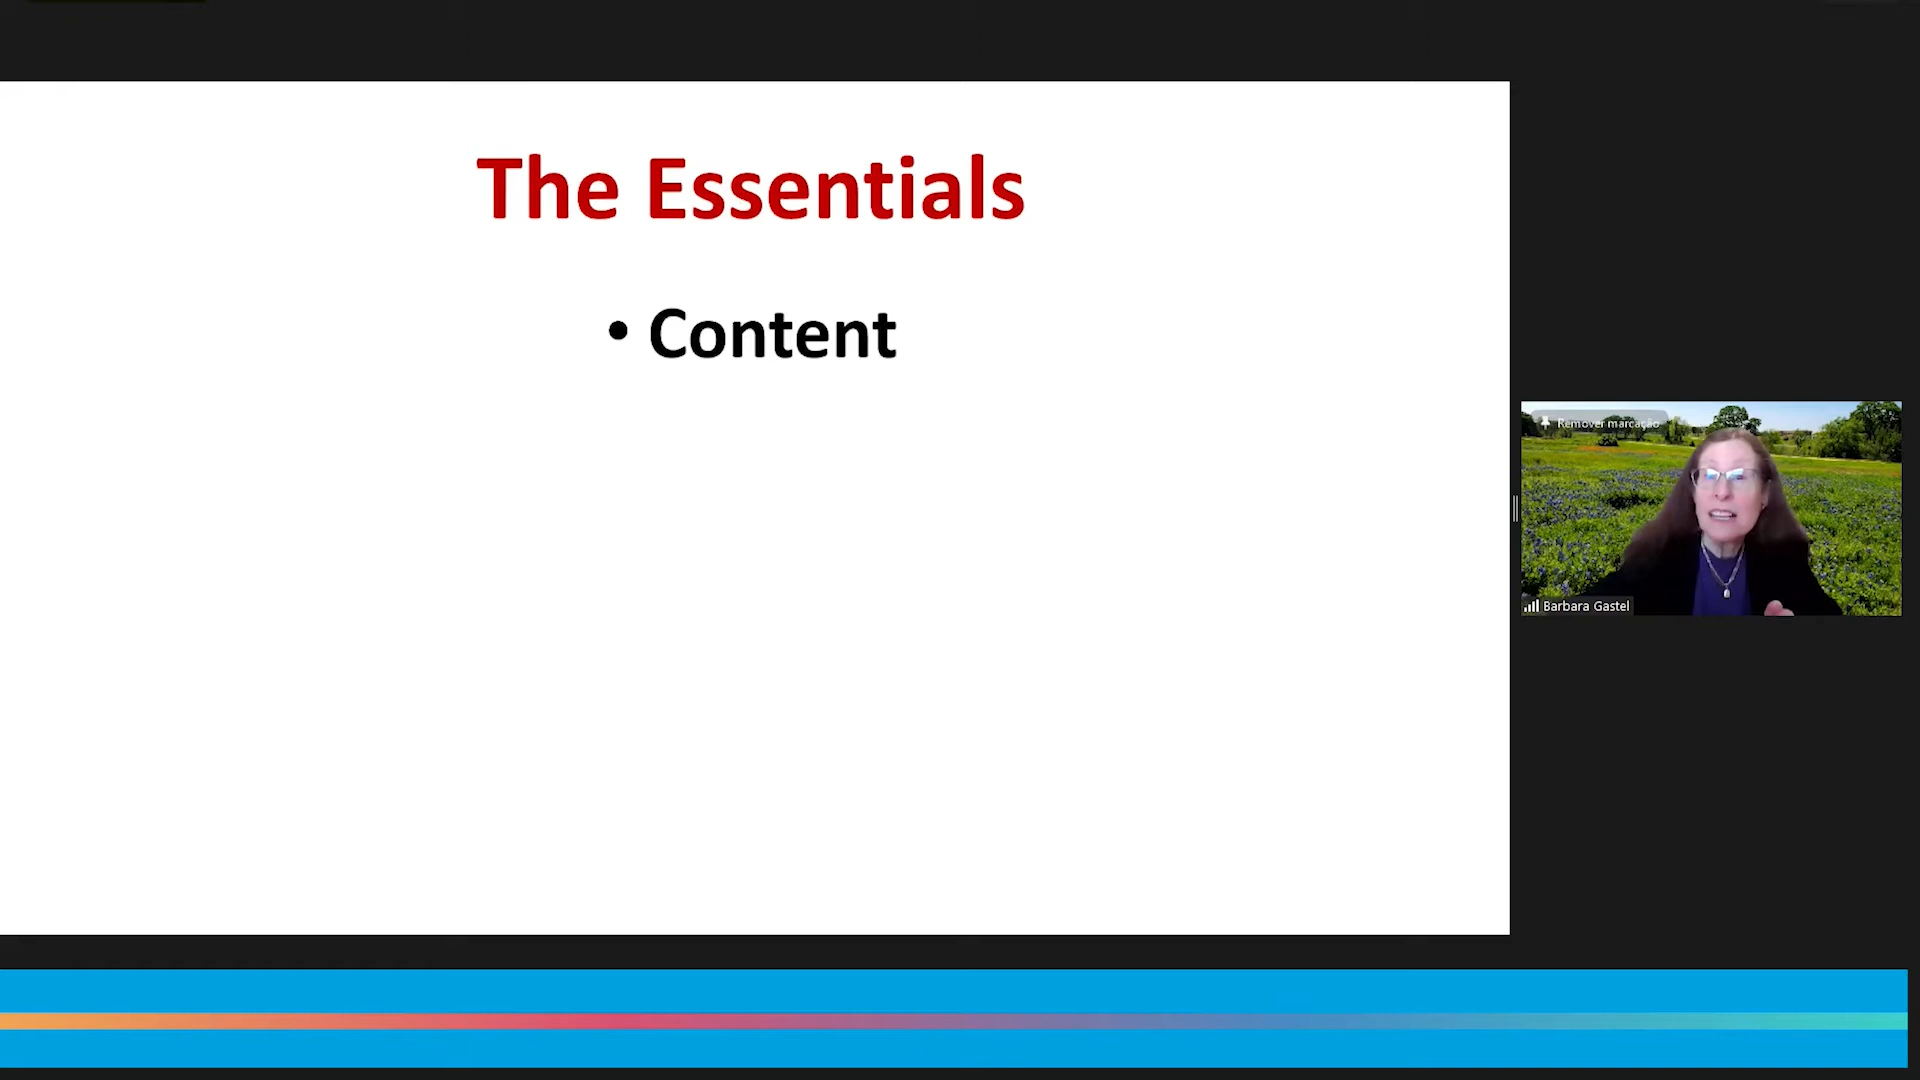 The Essentials
• Content
Remover marcação
Barbara Gastel